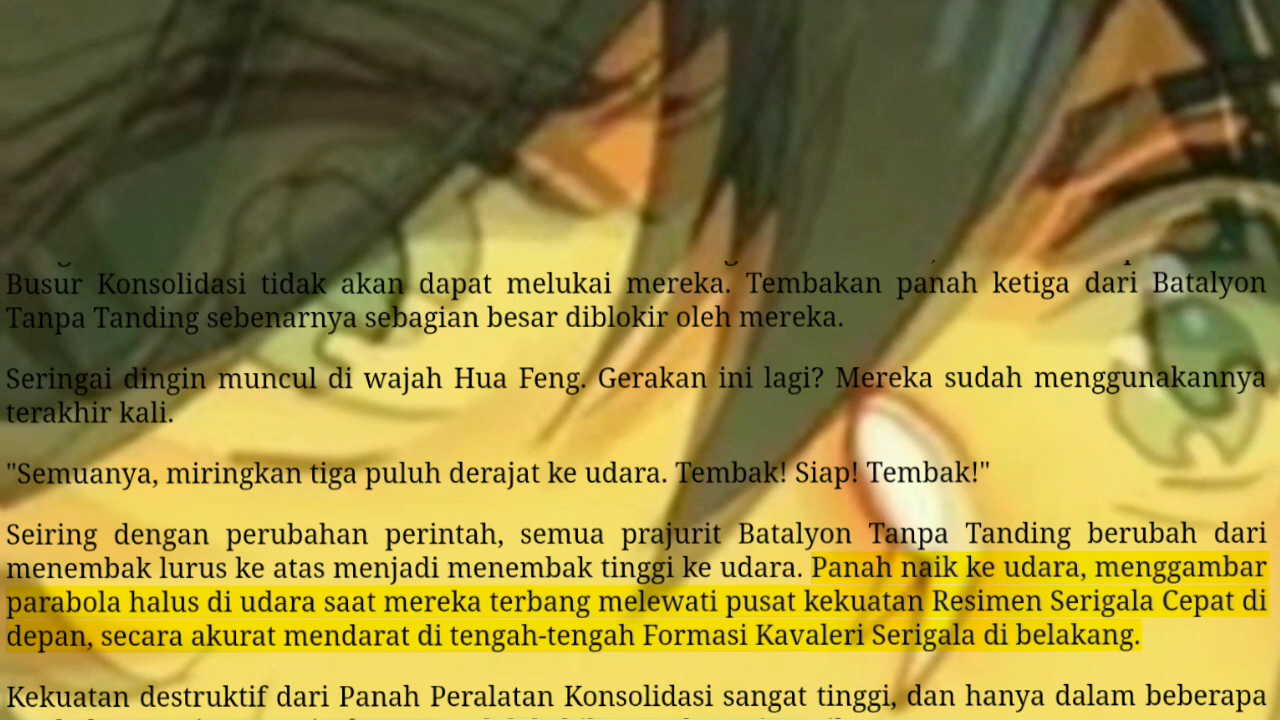 Busur Konsolidasi tidak akan dapat melukai mereka. Tembakan panah ketiga dari Batalyon
Tanpa Tanding sebenarnya sebagian besar diblokir oleh mereka.
Seringai dingin muncul di wajah Hua Feng. Gerakan ini lagi? Mereka sudah menggunakannya
terakhir kali.
"Semuanya, miringkan tiga puluh derajat ke udara. Tembak! Siap! Tembak!"
Seiring dengan perubahan perintah, semua prajurit Batalyon Tanpa Tanding berubah dari
menembak lurus ke atas menjadi menembak tinggi ke udara. Panah naik ke udara, menggambar
parabola halus di udara saat mereka terbang melewati pusat kekuatan Resimen Serigala Cepat di
depan, secara akurat mendarat di tengah-tengah Formasi Kavaleri Serigala di belakang.
Kekuatan destruktif dari Panah Peralatan Konsolidasi sangat tinggi, dan hanya dalam beberapa